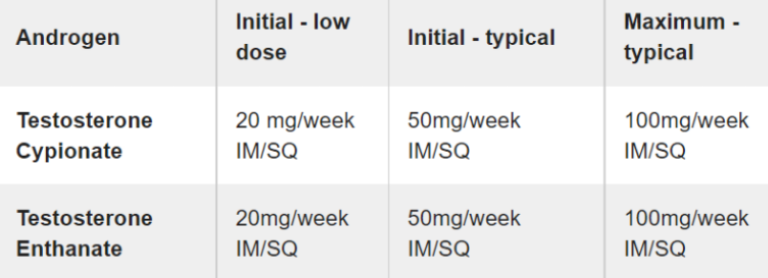 Androgen
Initial - low
dose
Initial - typical
Maximum -
typical
Testosterone
Cypionate
20 mg/week
IM/SQ
50mg/week
IM/SQ
100mg/week
IM/SQ
Testosterone
Enthanate
20mg/week
IM/SQ
50mg/week
IM/SQ
100mg/week
IM/SQ